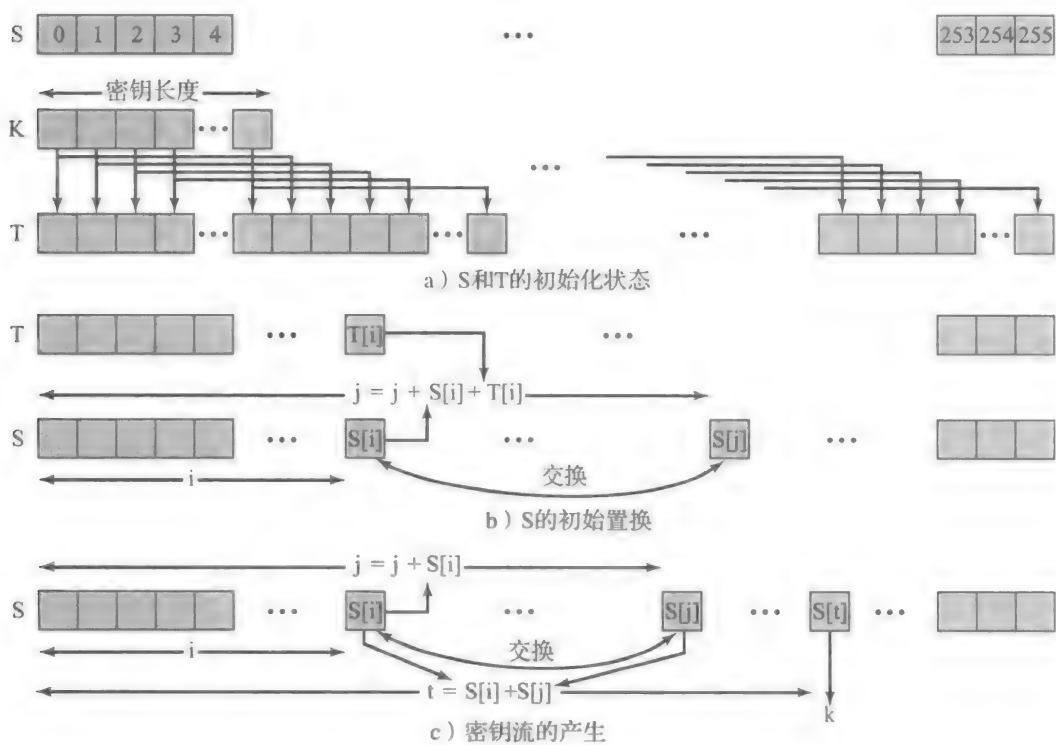 S 0 1 2 3 4 ... 253 254 255
密钥长度
K ...
...
T ... ... ... ...
a）S和T的初始化状态
T ... T[i] ...
j = j + S[i] + T[i]
S ... S[i] ... S[j] ...
i
交换
b）S的初始置换
j = j + S[i]
S ... S[i] ... S[j] ... S[t] ...
i
交换
t = S[i]+S[j]
k
c）密钥流的产生